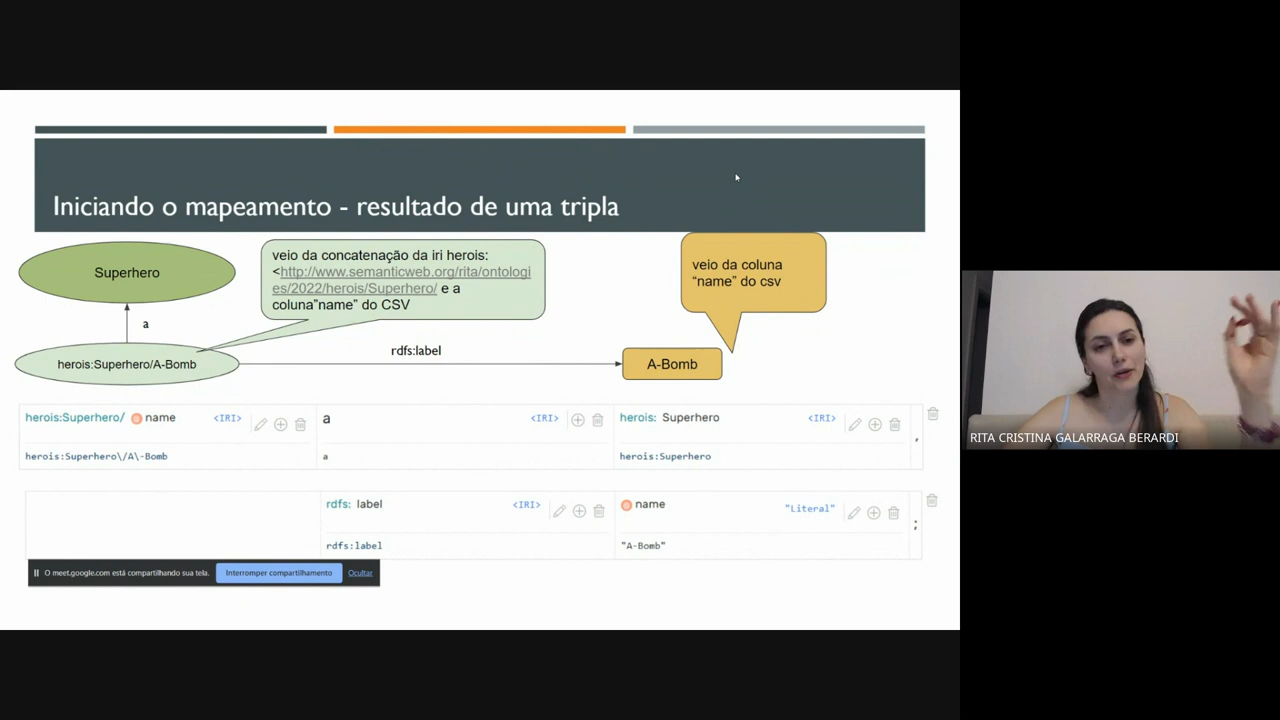 Iniciando o mapeamento - resultado de uma tripla
Superhero
veio da concatenação da iri herois:
<http://www.semanticweb.org/rita/ontologi
es/2022/herois/Superhero/ e a
coluna"name" do CSV
veio da coluna
“name” do csv
a
herois:Superhero/A-Bomb
rdfs:label
A-Bomb
herois:Superhero/ name <IRI>
a <IRI>
herois: Superhero <IRI>
herois:Superhero\/A\-Bomb
a
herois:Superhero
,
rdfs: label <IRI>
name "Literal"
rdfs:label
"A-Bomb"
;
O meet.google.com está compartilhando sua tela. Interromper compartilhamento Ocultar
RITA CRISTINA GALARRAGA BERARDI